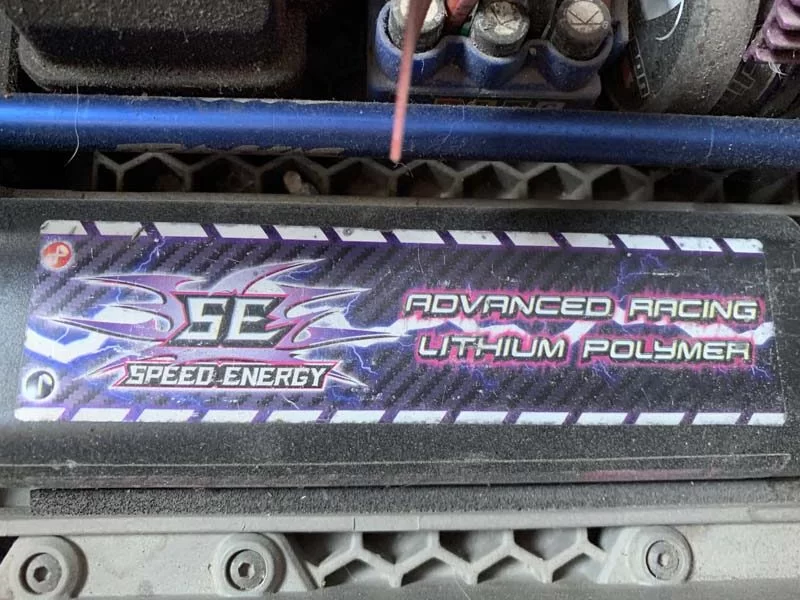 SE
SPEED ENERGY
ADVANCED RACING
LITHIUM POLYMER